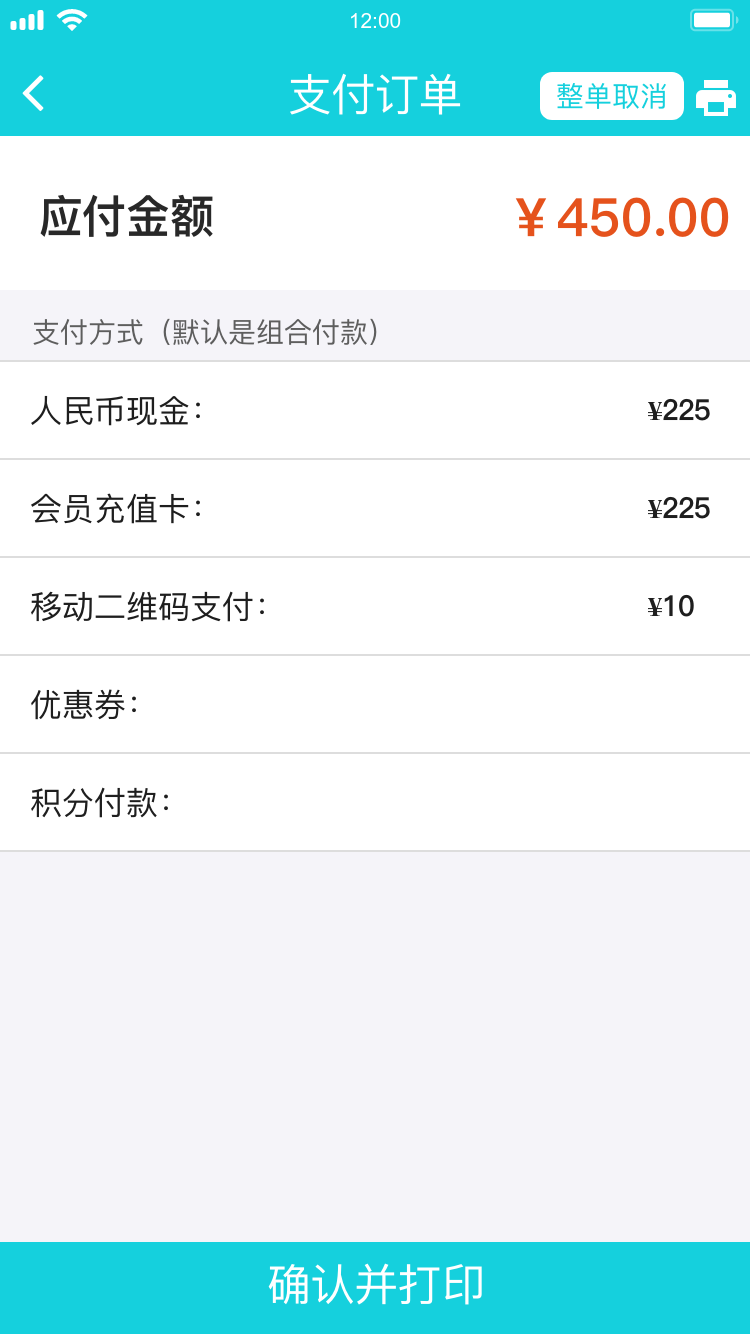 12:00
支付订单
整单取消
应付金额
¥ 450.00
支付方式（默认是组合付款）
人民币现金：
¥225
会员充值卡：
¥225
移动二维码支付：
¥10
优惠券：
积分付款：
确认并打印